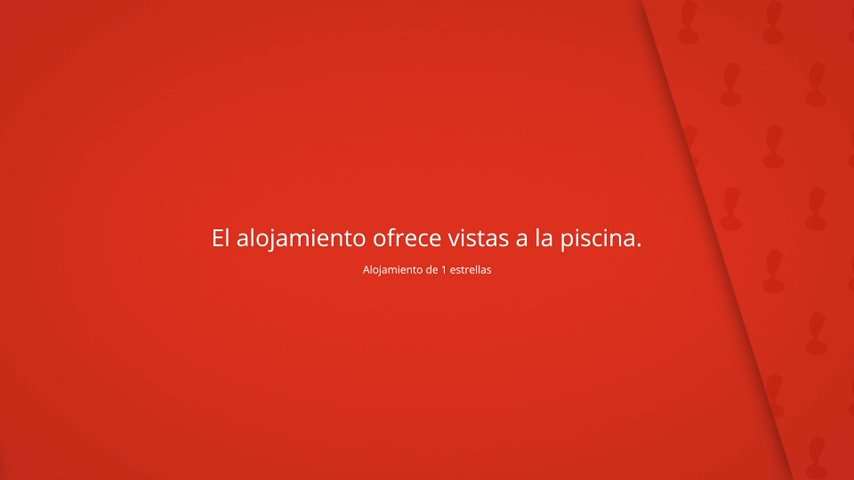 El alojamiento ofrece vistas a la piscina.
Alojamiento de 1 estrellas